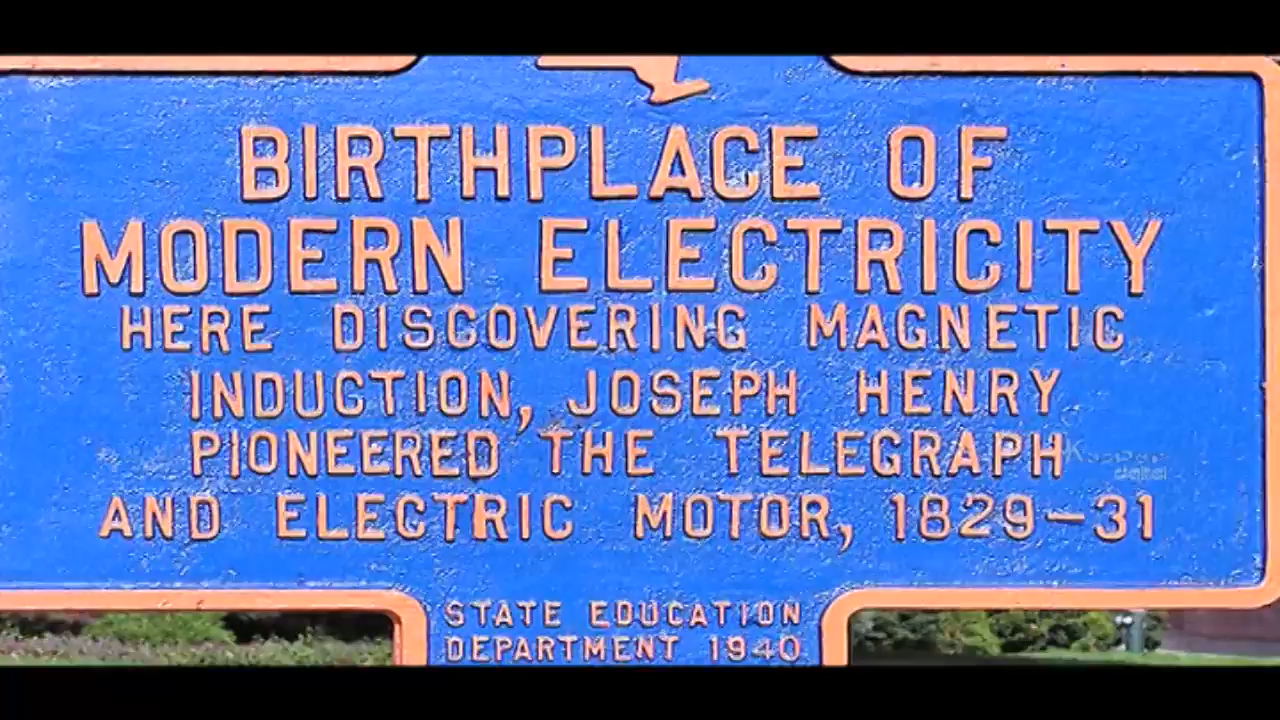 BIRTHPLACE OF
MODERN ELECTRICITY
HERE DISCOVERING MAGNETIC
INDUCTION, JOSEPH HENRY
PIONEERED THE TELEGRAPH
AND ELECTRIC MOTOR, 1829-31
STATE EDUCATION
DEPARTMENT 1940